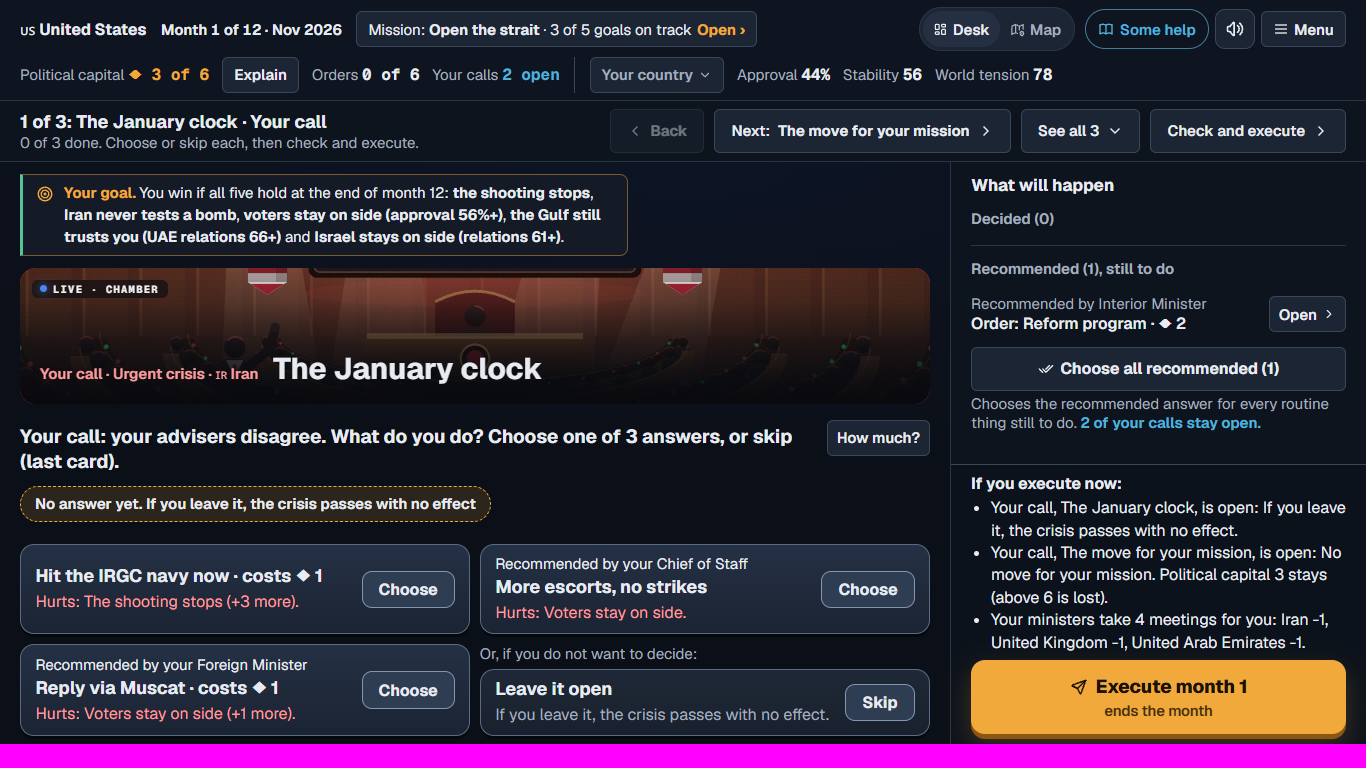 US United States
Month 1 of 12 · Nov 2026
Mission: Open the strait · 3 of 5 goals on track Open ›
Desk
Map
Some help
Menu
Political capital ◆ 3 of 6
Explain
Orders 0 of 6
Your calls 2 open
Your country
Approval 44%
Stability 56
World tension 78
1 of 3: The January clock · Your call
0 of 3 done. Choose or skip each, then check and execute.
Back
Next: The move for your mission
See all 3
Check and execute
Your goal. You win if all five hold at the end of month 12: the shooting stops,
Iran never tests a bomb, voters stay on side (approval 56%+), the Gulf still
trusts you (UAE relations 66+) and Israel stays on side (relations 61+).
LIVE · CHAMBER
Your call · Urgent crisis · IR Iran
The January clock
Your call: your advisers disagree. What do you do? Choose one of 3 answers, or skip
(last card).
How much?
No answer yet. If you leave it, the crisis passes with no effect
Hit the IRGC navy now · costs ◆ 1
Hurts: The shooting stops (+3 more).
Choose
Recommended by your Chief of Staff
More escorts, no strikes
Hurts: Voters stay on side.
Choose
Recommended by your Foreign Minister
Reply via Muscat · costs ◆ 1
Hurts: Voters stay on side (+1 more).
Choose
Or, if you do not want to decide:
Leave it open
If you leave it, the crisis passes with no effect.
Skip
What will happen
Decided (0)
Recommended (1), still to do
Recommended by Interior Minister
Order: Reform program · ◆ 2
Open
Choose all recommended (1)
Chooses the recommended answer for every routine
thing still to do. 2 of your calls stay open.
If you execute now:
• Your call, The January clock, is open: If you leave
it, the crisis passes with no effect.
• Your call, The move for your mission, is open: No
move for your mission. Political capital 3 stays
(above 6 is lost).
• Your ministers take 4 meetings for you: Iran -1,
United Kingdom -1, United Arab Emirates -1.
Execute month 1
ends the month